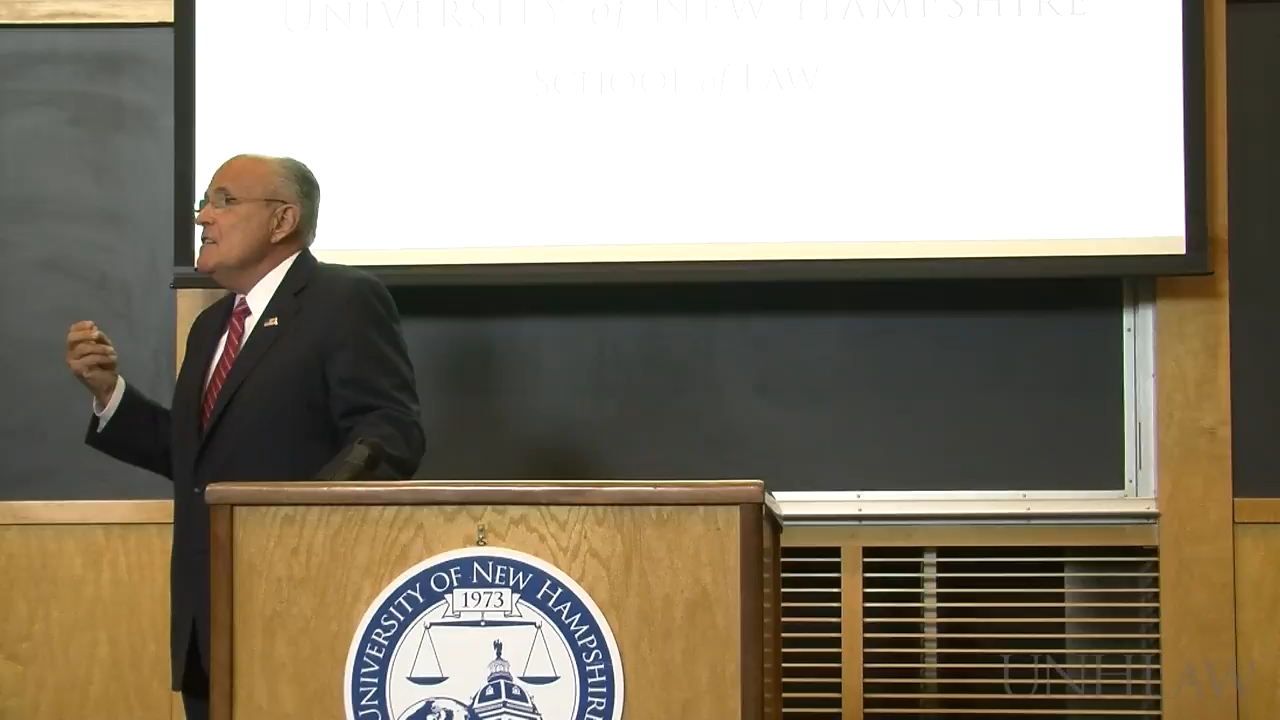 UNIVERSITY of NEW HAMPSHIRE
SCHOOL of LAW
UNIVERSITY OF NEW HAMPSHIRE
1973
UNH LAW